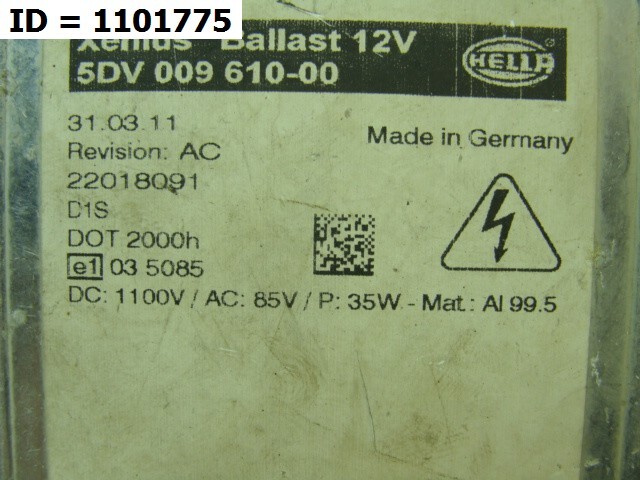 ID = 1101775
Xenius Ballast 12V
5DV 009 610-00
HELLA
31.03.11
Made in Germany
Revision: AC
22018091
D1S
DOT 2000h
e1 03 5085
DC: 1100V / AC: 85V / P: 35W - Mat.: Al 99.5